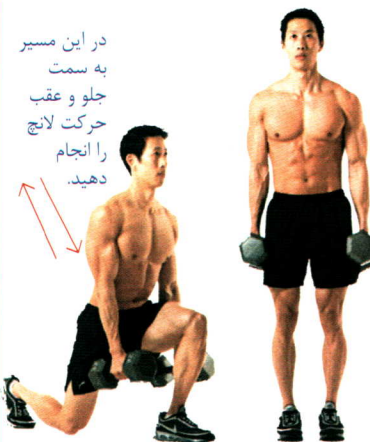 در این مسیر
به سمت
جلو و عقب
حرکت لانچ
را انجام
دهید.